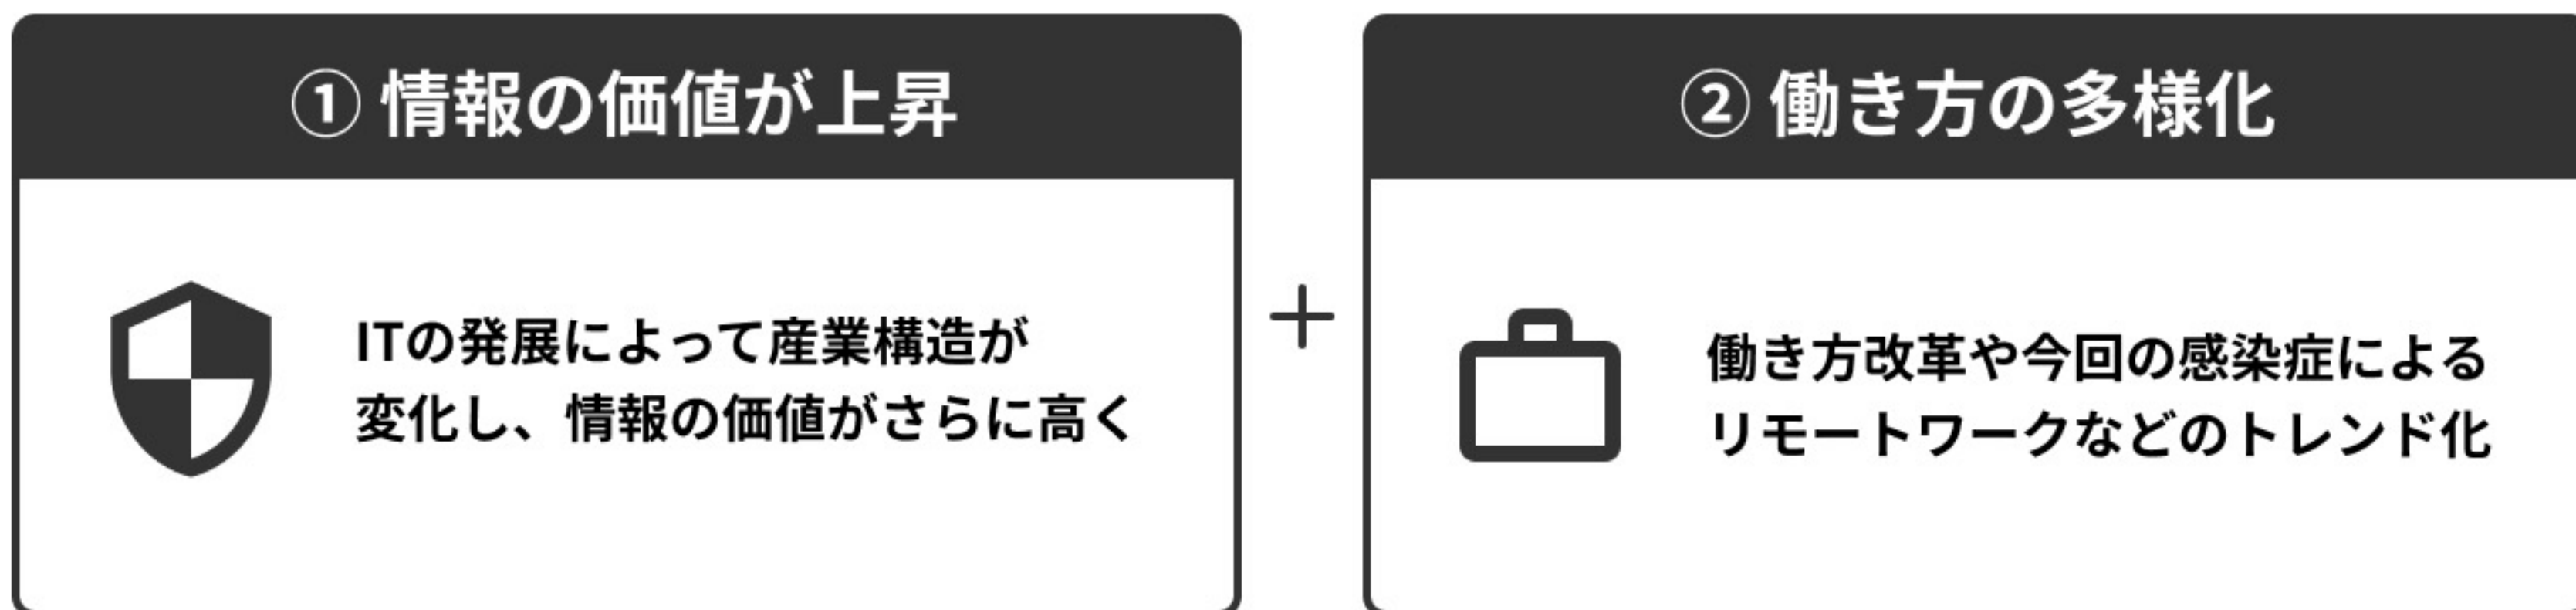 ① 情報の価値が上昇
ITの発展によって産業構造が
変化し、情報の価値がさらに高く
+
② 働き方の多様化
働き方改革や今回の感染症による
リモートワークなどのトレンド化